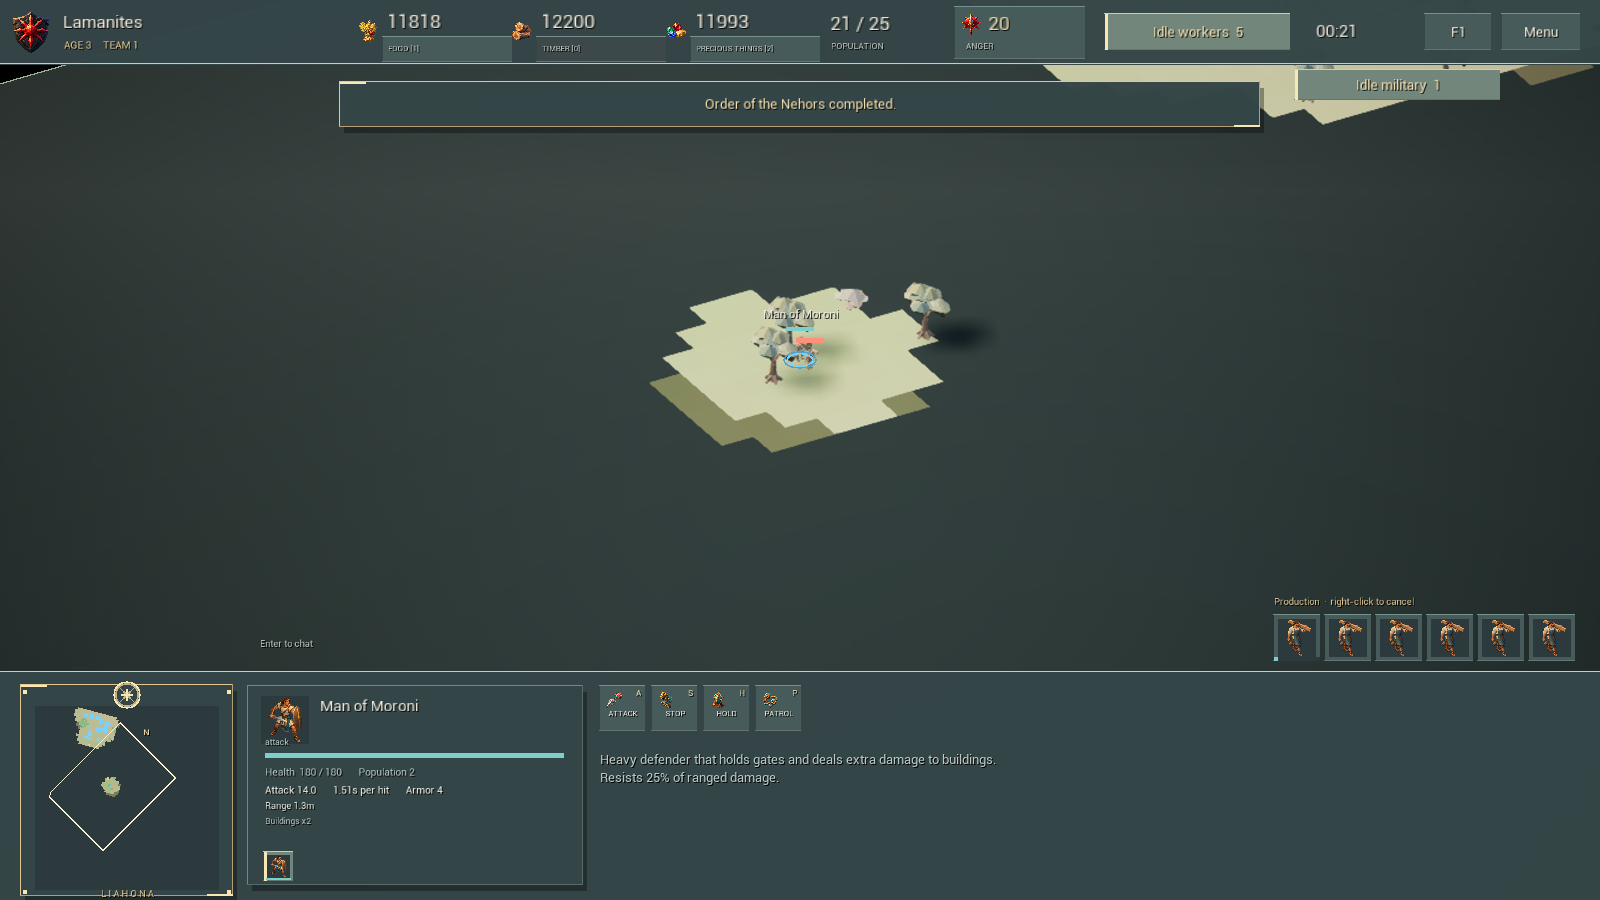 Lamanites
AGE 3 TEAM 1
11818
FOOD [1]
12200
TIMBER [0]
11993
PRECIOUS THINGS [2]
21 / 25
POPULATION
20
ANGER
Idle workers 5
00:21
F1
Menu
Idle military 1
Order of the Nehors completed.
Man of Moroni
Production · right-click to cancel
Enter to chat
N
LIAHONA
Man of Moroni
attack
Health 180 / 180 Population 2
Attack 14.0 1.51s per hit Armor 4
Range 1.3m
Buildings x2
A
ATTACK
S
STOP
H
HOLD
P
PATROL
Heavy defender that holds gates and deals extra damage to buildings.
Resists 25% of ranged damage.